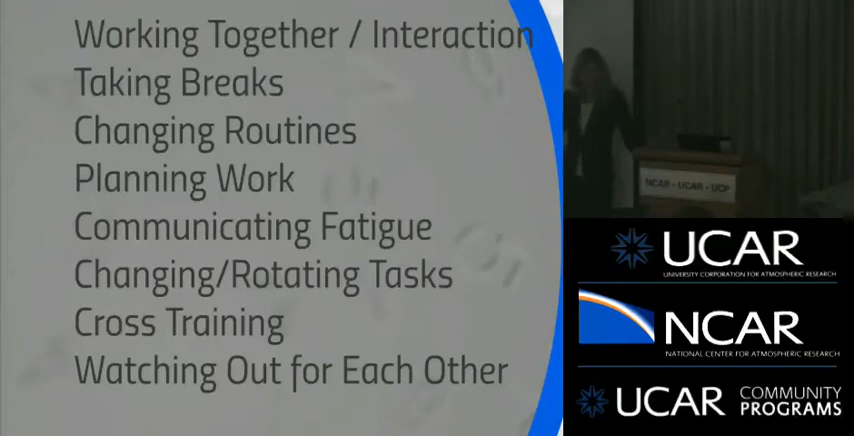 Working Together / Interaction
Taking Breaks
Changing Routines
Planning Work
Communicating Fatigue
Changing/Rotating Tasks
Cross Training
Watching Out for Each Other
NCAR • UCAR • UCP
UCAR
UNIVERSITY CORPORATION FOR ATMOSPHERIC RESEARCH
NCAR
NATIONAL CENTER FOR ATMOSPHERIC RESEARCH
UCAR COMMUNITY PROGRAMS